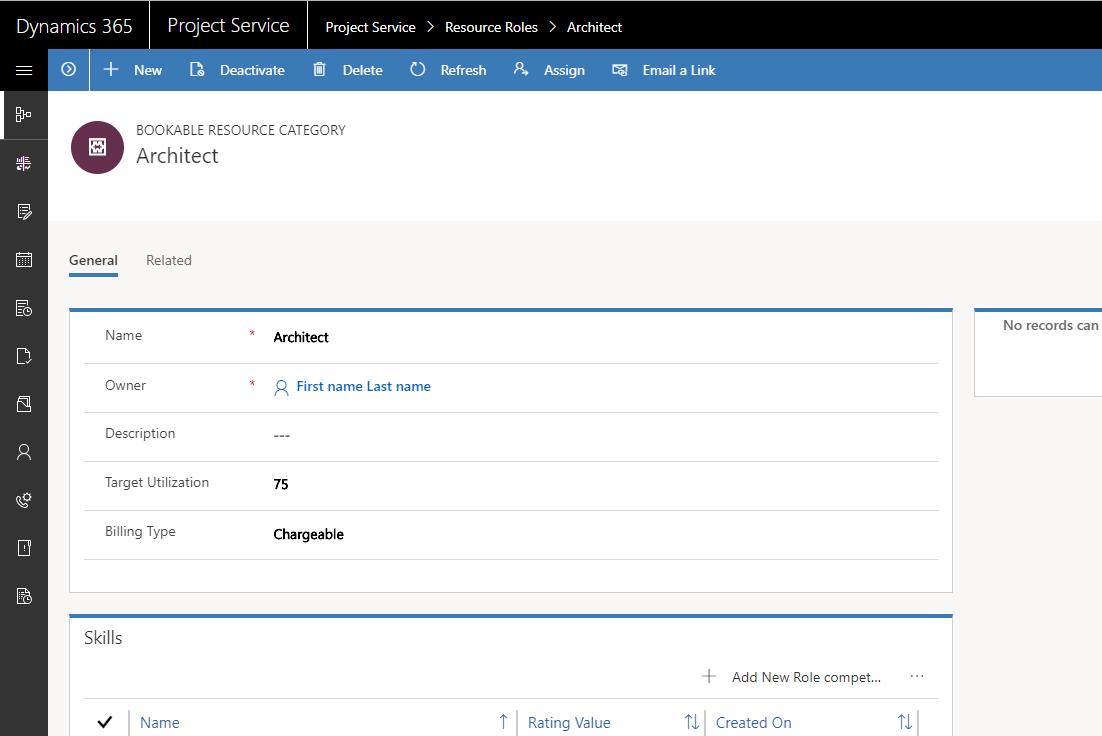 Dynamics 365 Project Service Project Service > Resource Roles > Architect
New Deactivate Delete Refresh Assign Email a Link
BOOKABLE RESOURCE CATEGORY
Architect
General Related
Name * Architect
Owner * First name Last name
Description ---
Target Utilization 75
Billing Type Chargeable
No records can
Skills
Add New Role compet... ...
Name Rating Value Created On